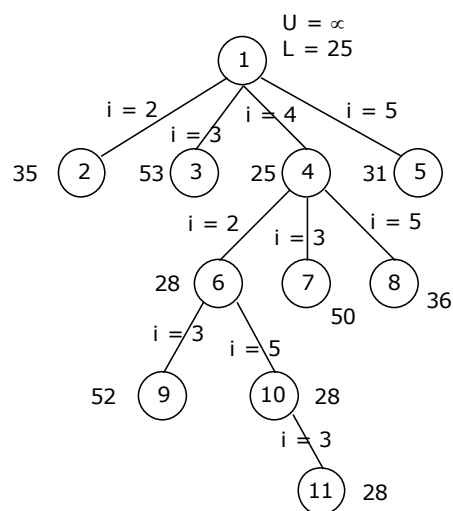 U = ∝
L = 25
1
i = 2
i = 3
i = 4
i = 5
35 2 53 3 25 4 31 5
i = 2
i = 3
i = 5
28 6 7 8 36
50
i = 3
i = 5
52 9 10 28
i = 3
11 28